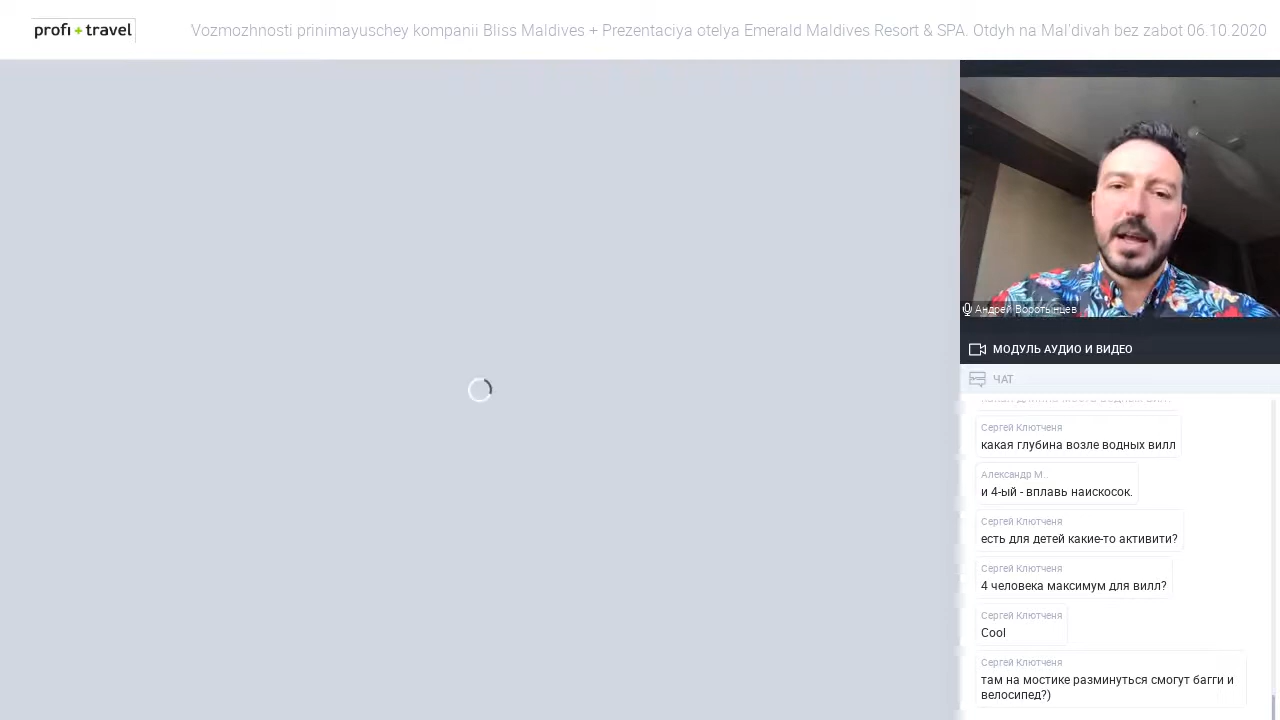 profi + travel
Vozmozhnosti prinimayuschey kompanii Bliss Maldives + Prezentaciya otelya Emerald Maldives Resort & SPA. Otdyh na Mal'divah bez zabot 06.10.2020
Андрей Воротынцев
МОДУЛЬ АУДИО И ВИДЕО
ЧАТ
Сергей Клютченя
какая глубина возле водных вилл
Александр М..
и 4-ый - вплавь наискосок.
Сергей Клютченя
есть для детей какие-то активити?
Сергей Клютченя
4 человека максимум для вилл?
Сергей Клютченя
Cool
Сергей Клютченя
там на мостике разминуться смогут багги и
велосипед?)